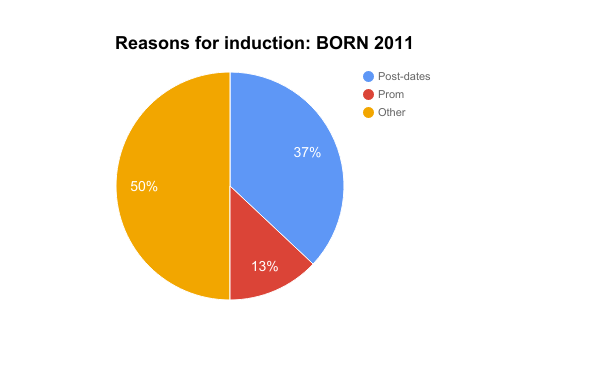 Reasons for induction: BORN 2011
Post-dates
Prom
Other
37%
50%
13%